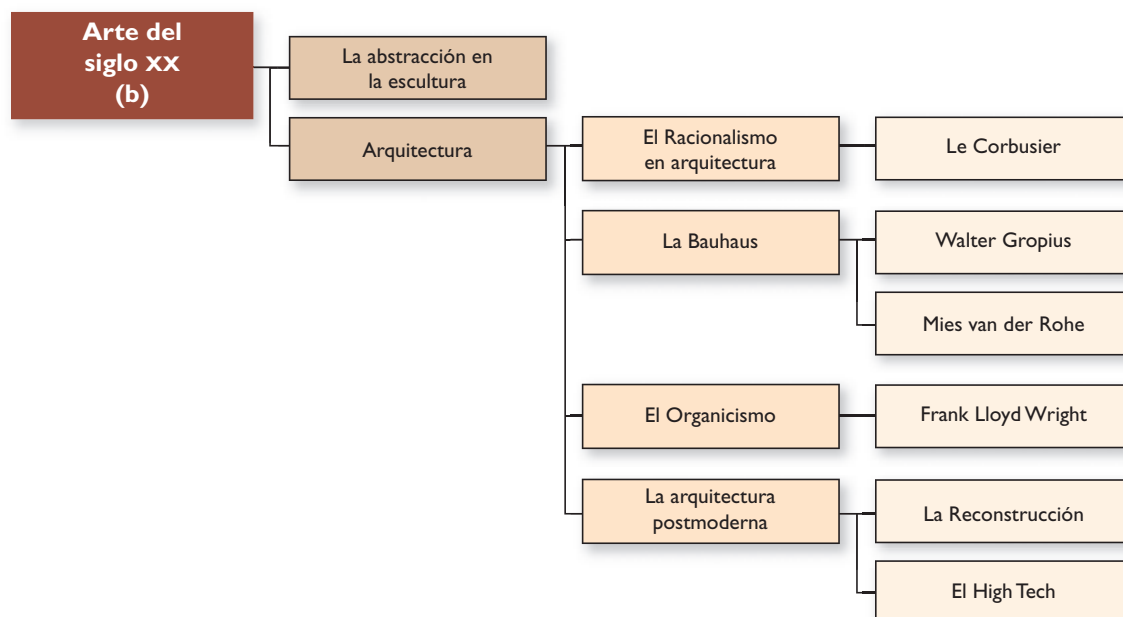 Arte del
siglo XX
(b)
La abstracción en
la escultura
Arquitectura
El Racionalismo
en arquitectura
Le Corbusier
La Bauhaus
Walter Gropius
Mies van der Rohe
El Organicismo
Frank Lloyd Wright
La arquitectura
postmoderna
La Reconstrucción
El High Tech